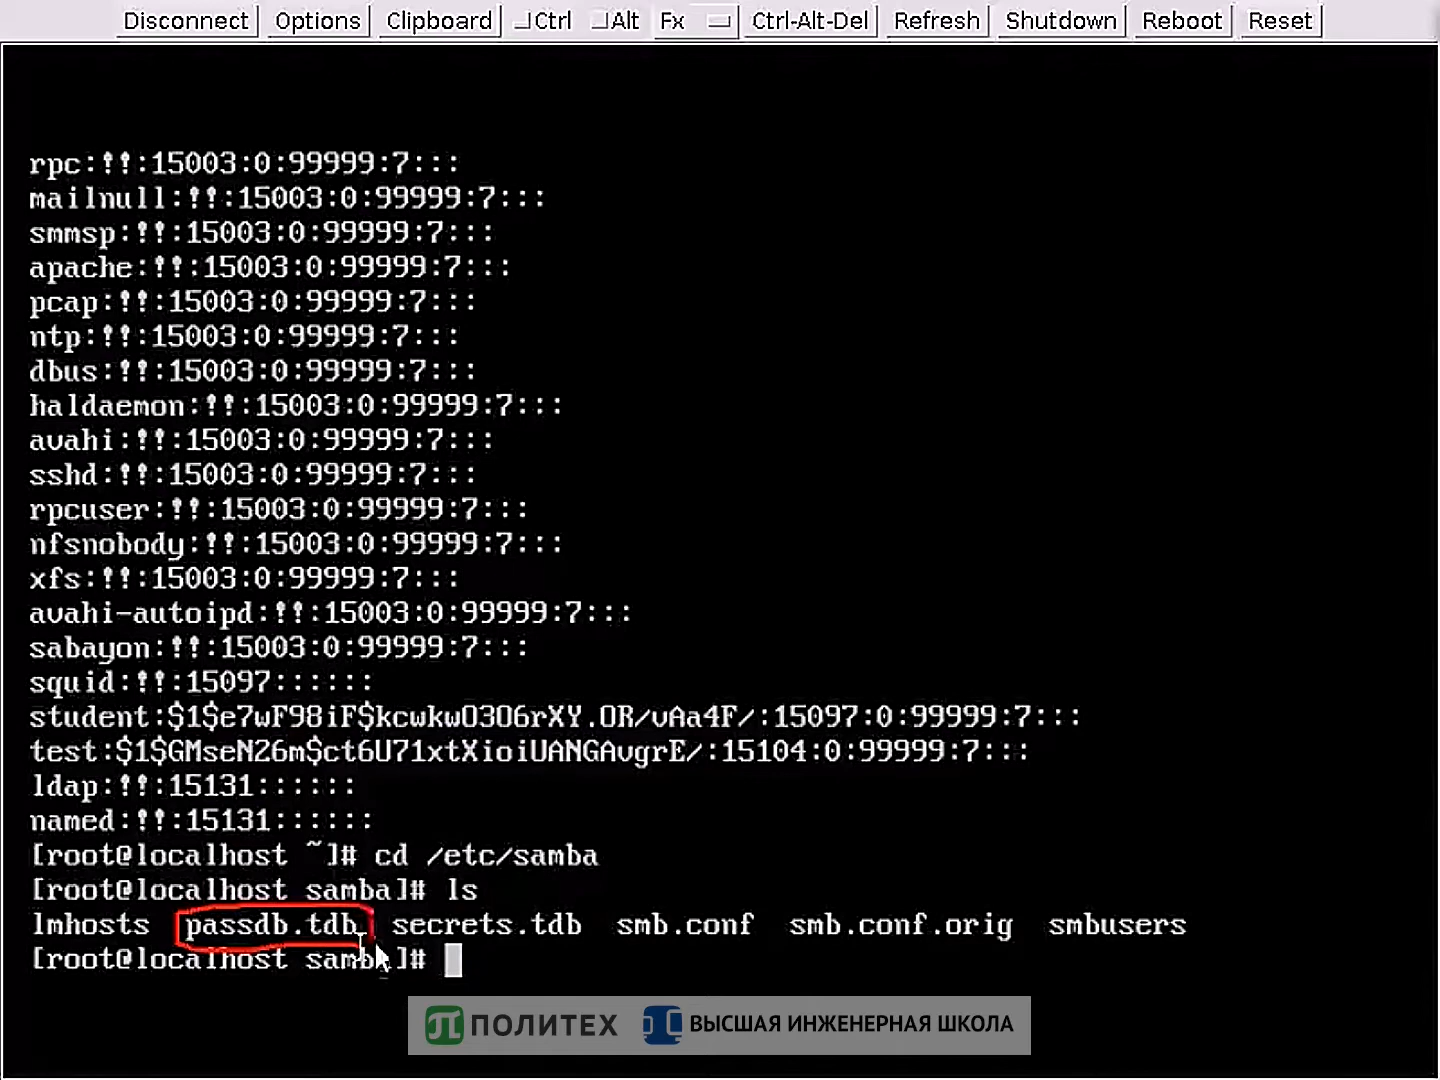 Disconnect Options Clipboard Ctrl Alt Fx Ctrl-Alt-Del Refresh Shutdown Reboot Reset
rpc:!!:15003:0:99999:7:::
mailnull:!!:15003:0:99999:7:::
smmsp:!!:15003:0:99999:7:::
apache:!!:15003:0:99999:7:::
pcap:!!:15003:0:99999:7:::
ntp:!!:15003:0:99999:7:::
dbus:!!:15003:0:99999:7:::
haldaemon:!!:15003:0:99999:7:::
avahi:!!:15003:0:99999:7:::
sshd:!!:15003:0:99999:7:::
rpcuser:!!:15003:0:99999:7:::
nfsnobody:!!:15003:0:99999:7:::
xfs:!!:15003:0:99999:7:::
avahi-autoipd:!!:15003:0:99999:7:::
sabayon:!!:15003:0:99999:7:::
squid:!!:15097::::::
student:$1$e7wF98iF$kcwkwO3O6rXY.OR/vAa4F/:15097:0:99999:7:::
test:$1$GMseN26m$ct6U71xtXioiUANGAvgrE/:15104:0:99999:7:::
ldap:!!:15131::::::
named:!!:15131::::::
[root@localhost ~]# cd /etc/samba
[root@localhost samba]# ls
lmhosts passdb.tdb secrets.tdb smb.conf smb.conf.orig smbusers
[root@localhost samba]#
ПОЛИТЕХ ВЫСШАЯ ИНЖЕНЕРНАЯ ШКОЛА